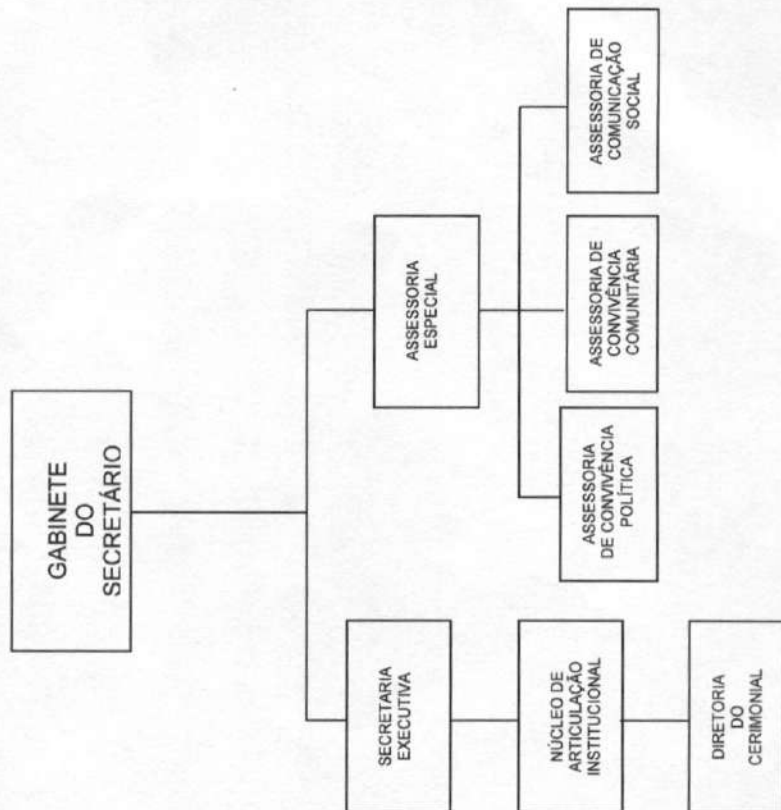 GABINETE
DO
SECRETÁRIO
SECRETARIA
EXECUTIVA
ASSESSORIA
ESPECIAL
NÚCLEO DE
ARTICULAÇÃO
INSTITUCIONAL
ASSESSORIA
DE CONVIVÊNCIA
POLÍTICA
ASSESSORIA DE
CONVIVÊNCIA
COMUNITÁRIA
ASSESSORIA DE
COMUNICAÇÃO
SOCIAL
DIRETORIA
DO
CERIMONIAL